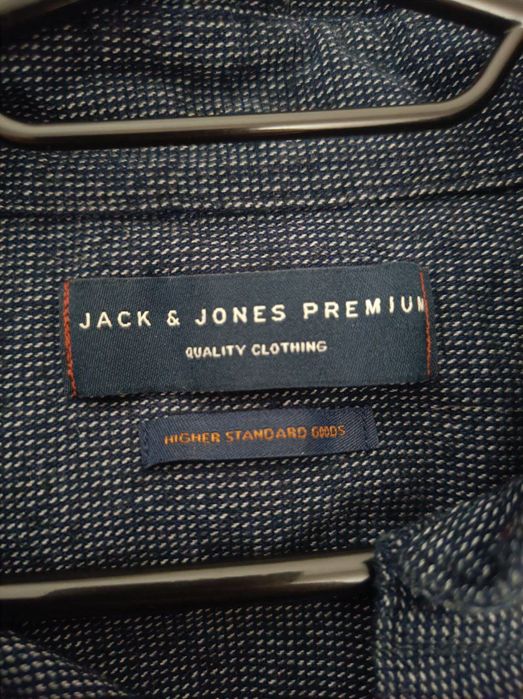 JACK & JONES PREMIUM
QUALITY CLOTHING
HIGHER STANDARD GOODS